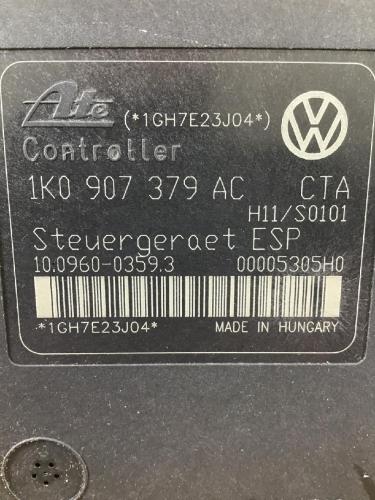 Ate (*1GH7E23J04*)
Controller
1K0 907 379 AC CTA
H11/S0101
Steuergeraet ESP
10.0960-0359.3 00005305H0
*1GH7E23J04* MADE IN HUNGARY